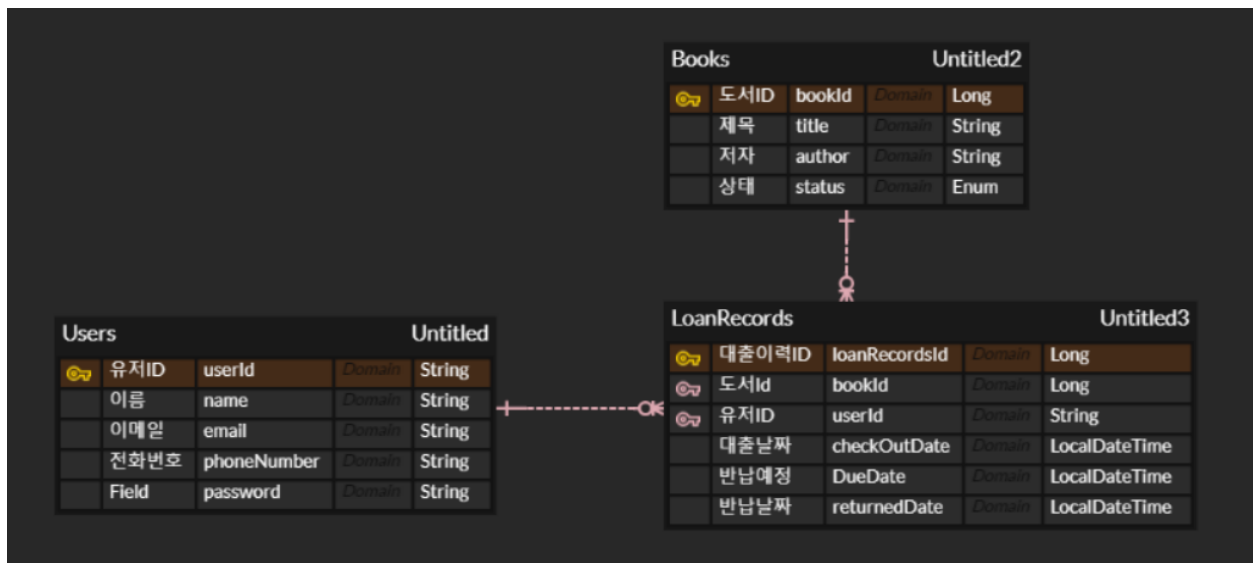 Books Untitled2
도서ID bookId Domain Long
제목 title Domain String
저자 author Domain String
상태 status Domain Enum
Users Untitled
유저ID userId Domain String
이름 name Domain String
이메일 email Domain String
전화번호 phoneNumber Domain String
Field password Domain String
LoanRecords Untitled3
대출이력ID loanRecordsId Domain Long
도서Id bookId Domain Long
유저ID userId Domain String
대출날짜 checkOutDate Domain LocalDateTime
반납예정 DueDate Domain LocalDateTime
반납날짜 returnedDate Domain LocalDateTime